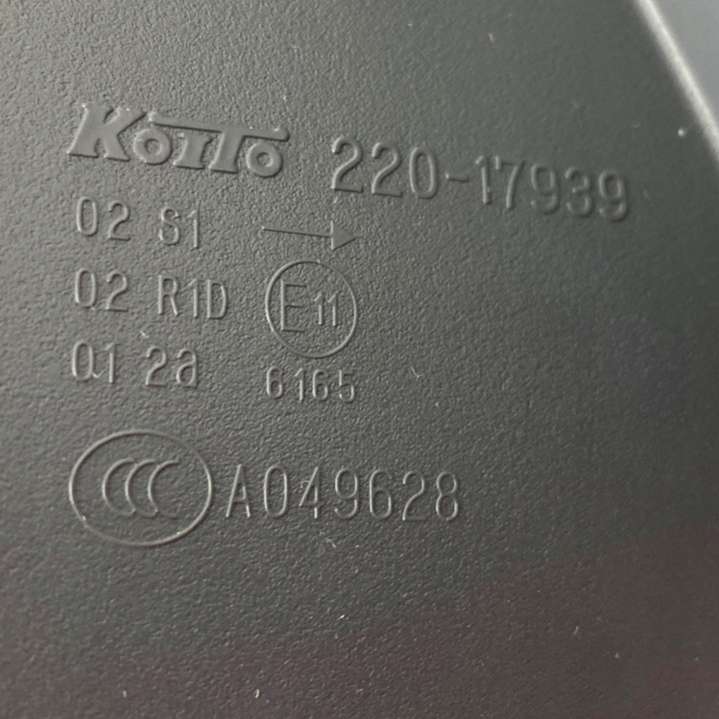 KOITO 220-17939
02 S1
02 R1D E11
01 2a 6165
CCC A049628